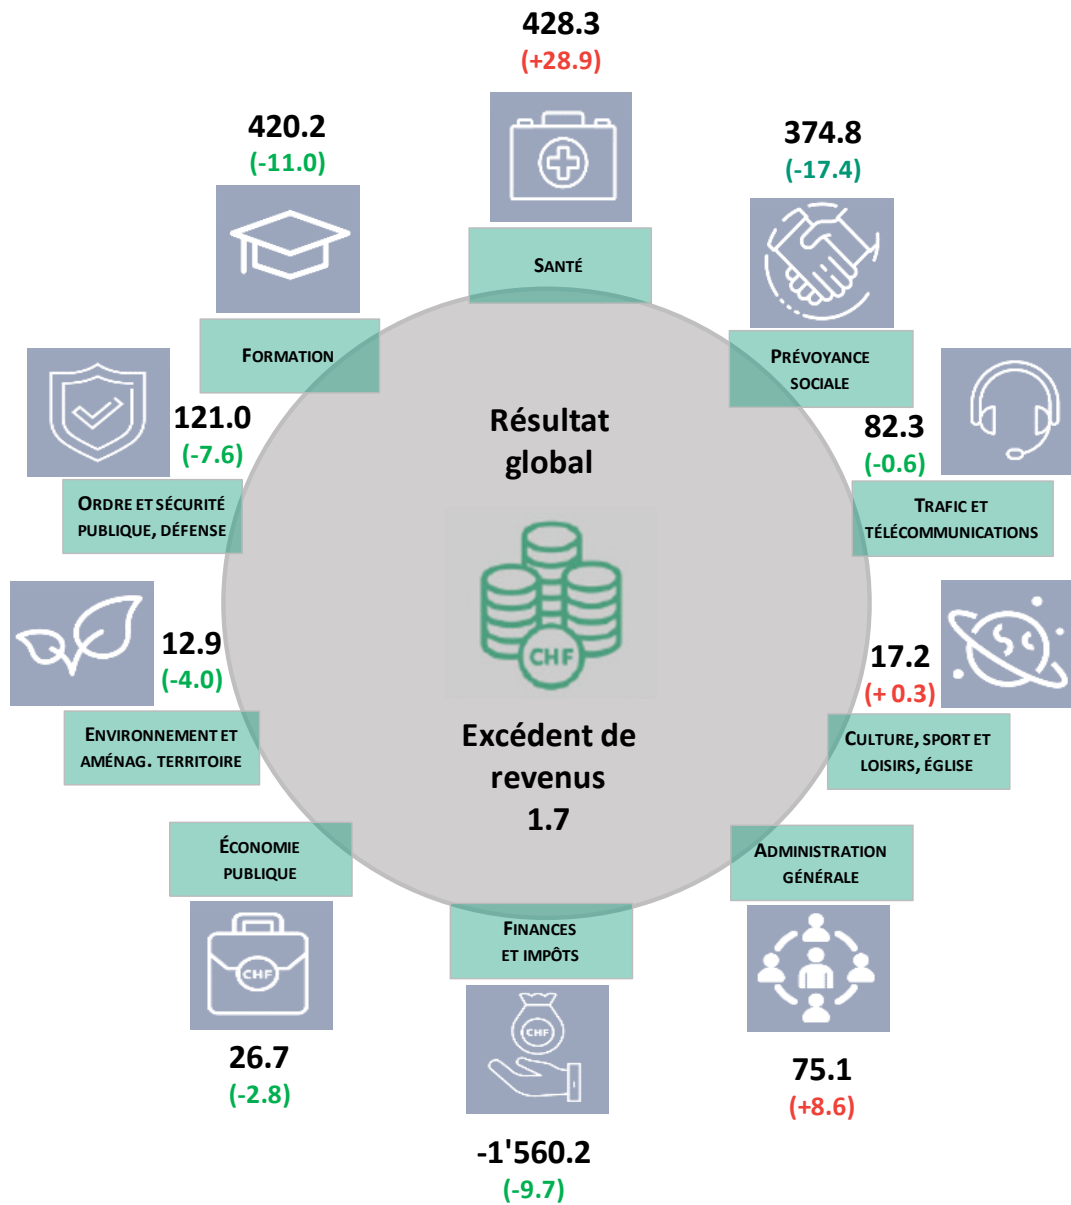 428.3
(+28.9)
SANTÉ
420.2
(-11.0)
FORMATION
374.8
(-17.4)
PRÉVOYANCE
SOCIALE
121.0
(-7.6)
ORDRE ET SÉCURITÉ
PUBLIQUE, DÉFENSE
82.3
(-0.6)
TRAFIC ET
TÉLÉCOMMUNICATIONS
Résultat
global
CHF
Excédent de
revenus
1.7
12.9
(-4.0)
ENVIRONNEMENT ET
AMÉNAG. TERRITOIRE
17.2
(+ 0.3)
CULTURE, SPORT ET
LOISIRS, ÉGLISE
ÉCONOMIE
PUBLIQUE
CHF
26.7
(-2.8)
FINANCES
ET IMPÔTS
CHF
-1'560.2
(-9.7)
ADMINISTRATION
GÉNÉRALE
75.1
(+8.6)